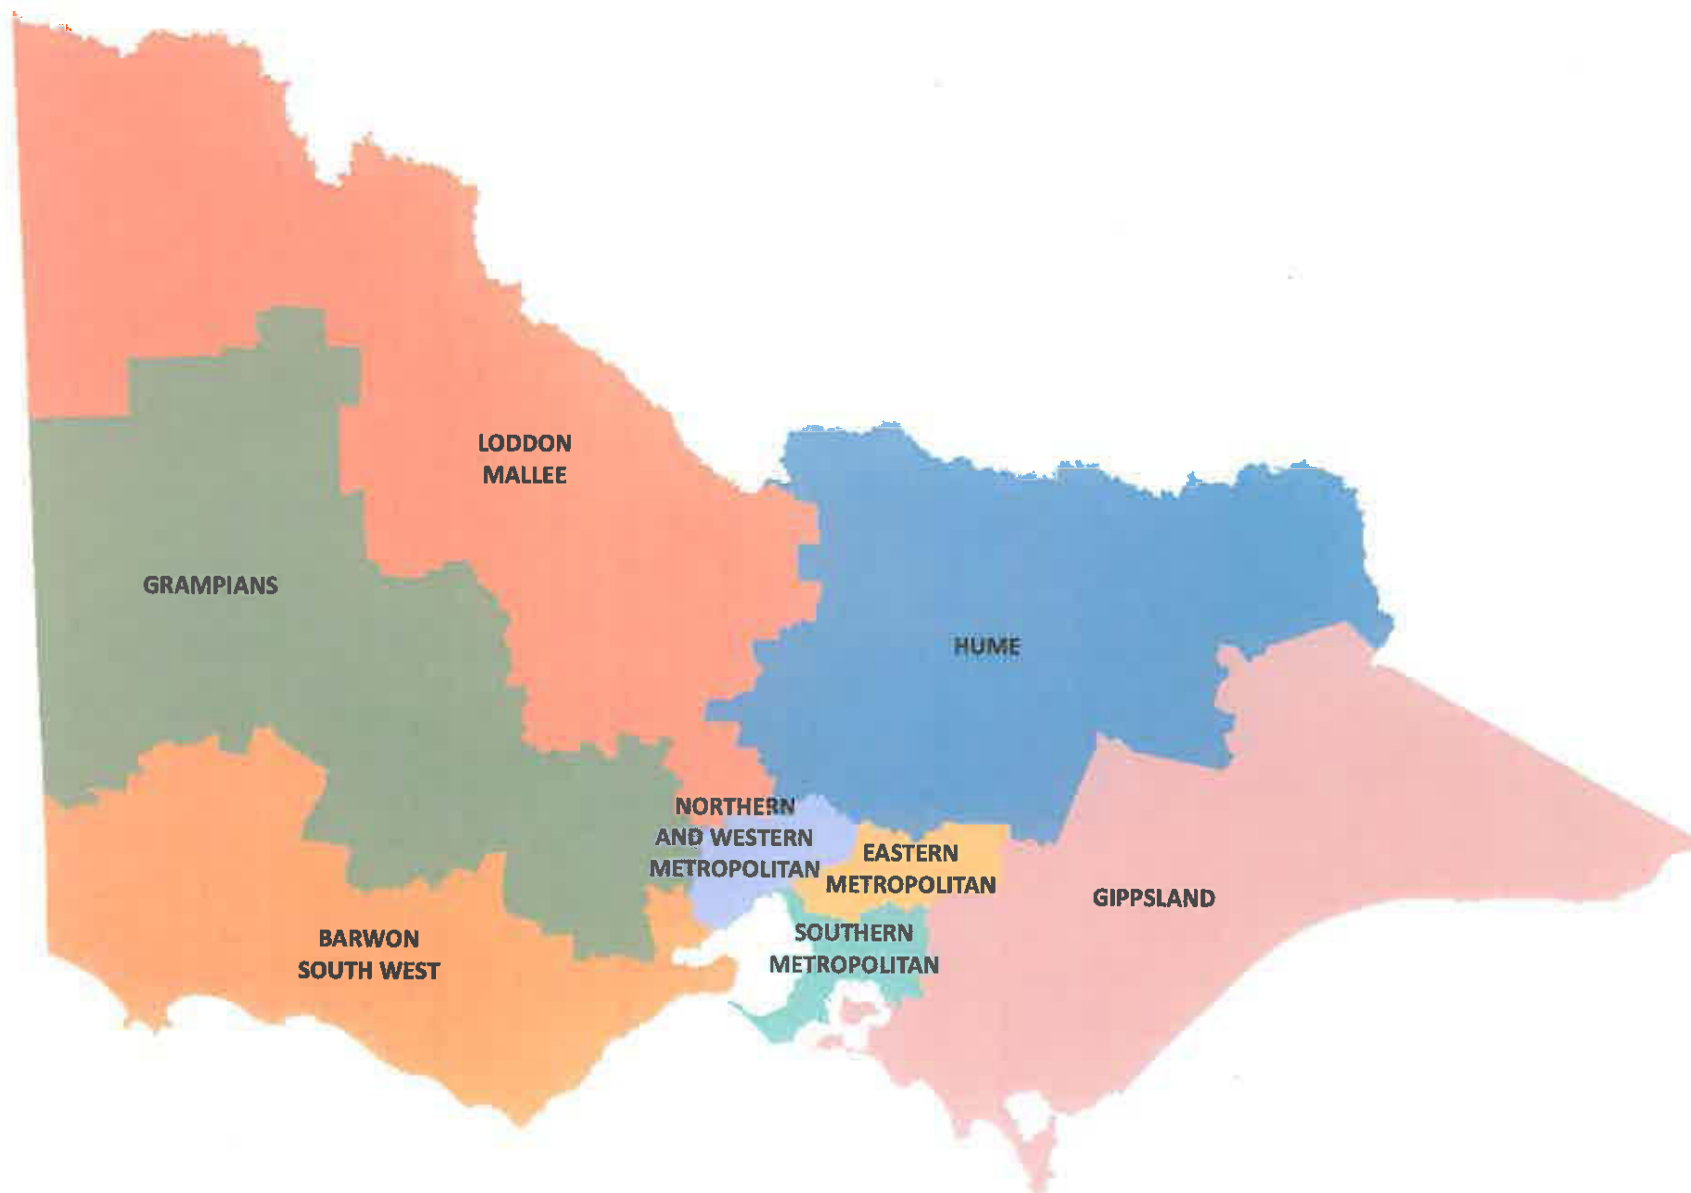 LODDON
MALLEE
GRAMPIANS
HUME
NORTHERN
AND WESTERN
METROPOLITAN
EASTERN
METROPOLITAN
GIPPSLAND
BARWON
SOUTH WEST
SOUTHERN
METROPOLITAN